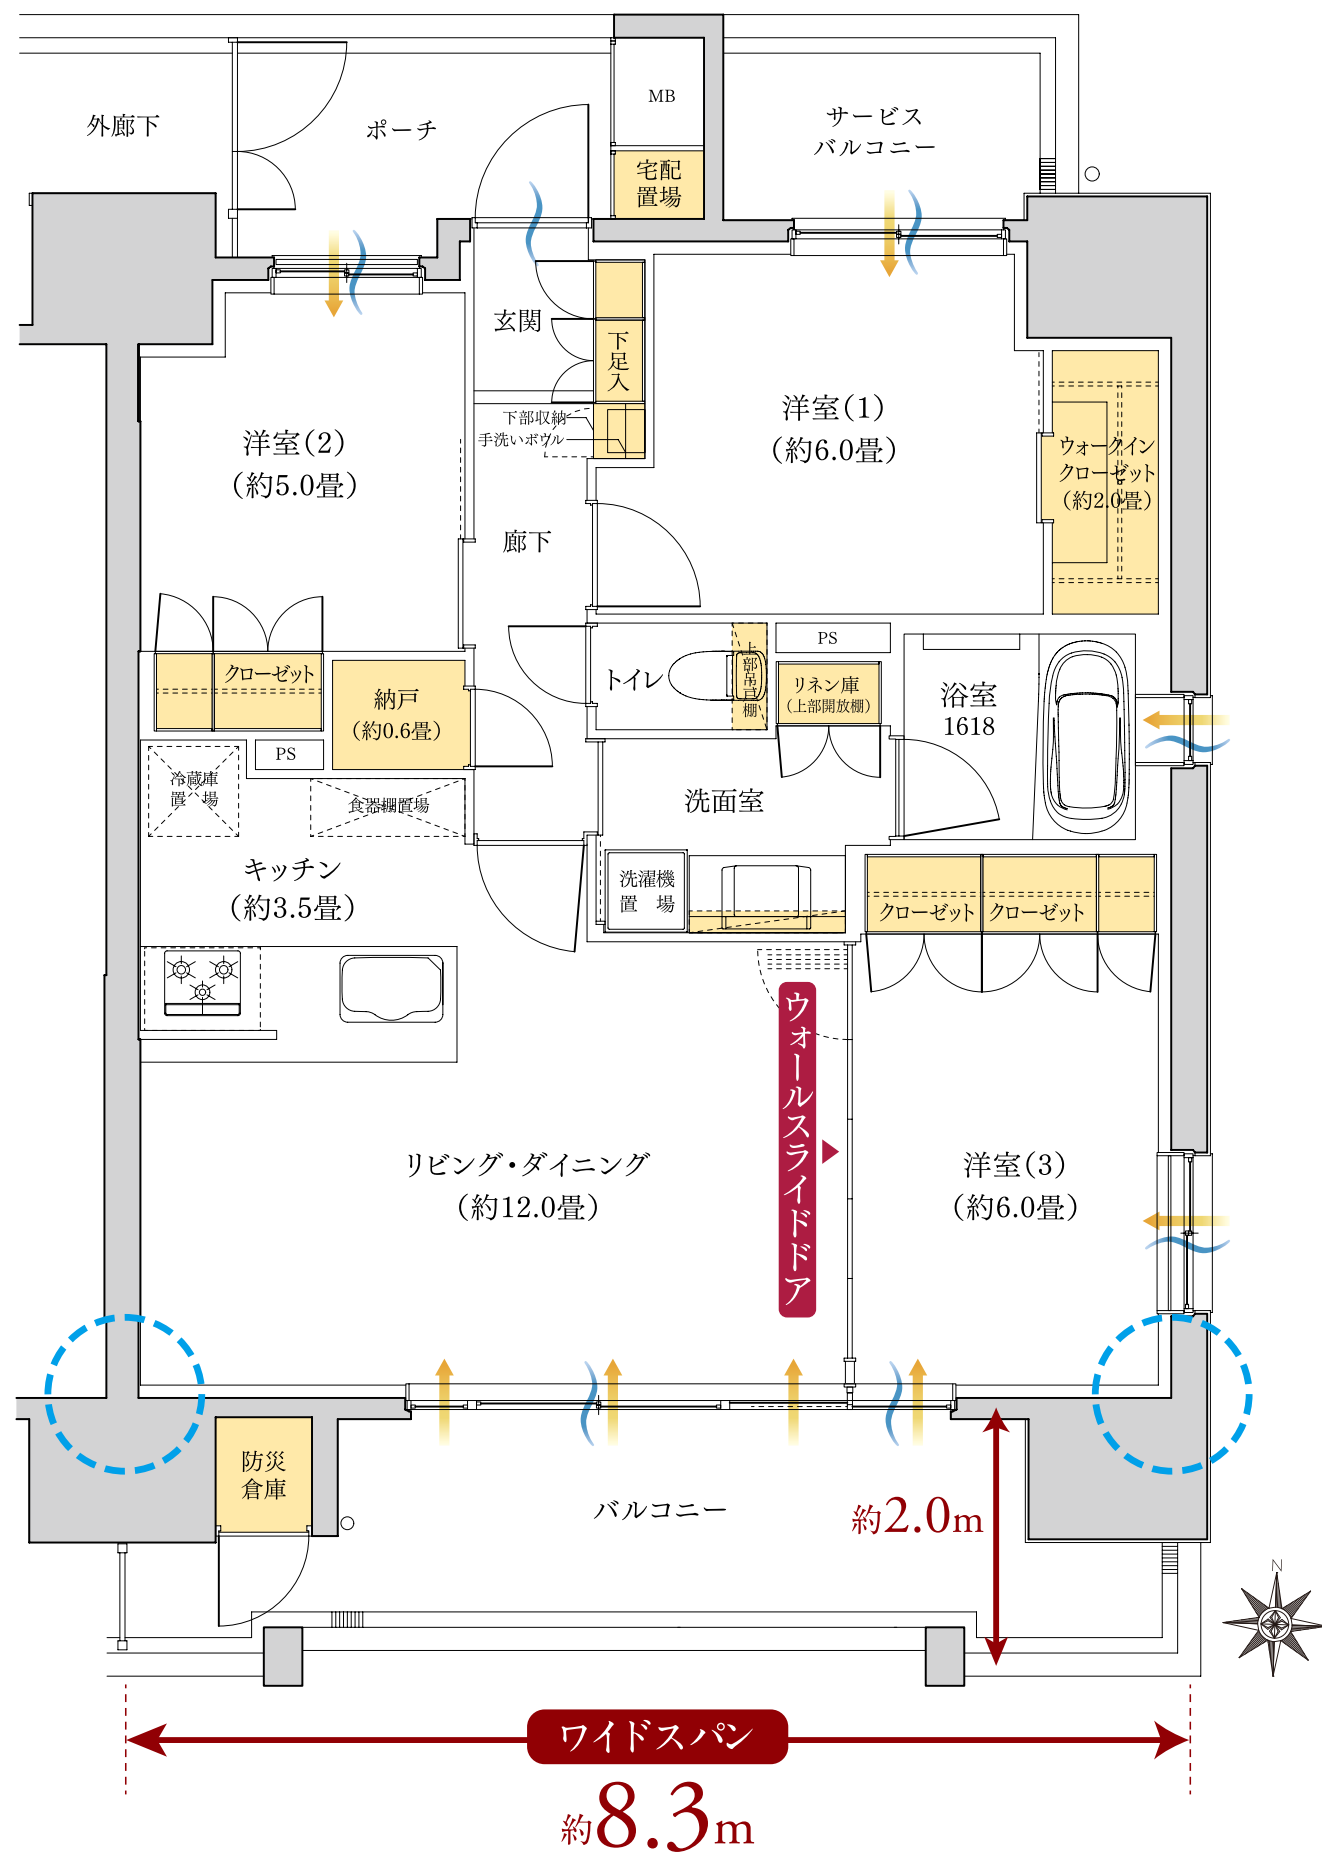 外廊下
ポーチ
MB
宅配
置場
サービス
バルコニー
玄関
下足入
下部収納
手洗いボウル
洋室(1)
(約6.0畳)
ウォークイン
クローゼット
(約2.0畳)
洋室(2)
(約5.0畳)
廊下
クローゼット
納戸
(約0.6畳)
PS
トイレ
上部吊戸棚
PS
リネン庫
(上部開放棚)
浴室
1618
冷蔵庫
置 場
食器棚置場
洗面室
キッチン
(約3.5畳)
洗濯機
置 場
クローゼット
クローゼット
ウォールスライドドア
リビング・ダイニング
(約12.0畳)
洋室(3)
(約6.0畳)
防災
倉庫
バルコニー
約2.0m
N
ワイドスパン
約8.3m